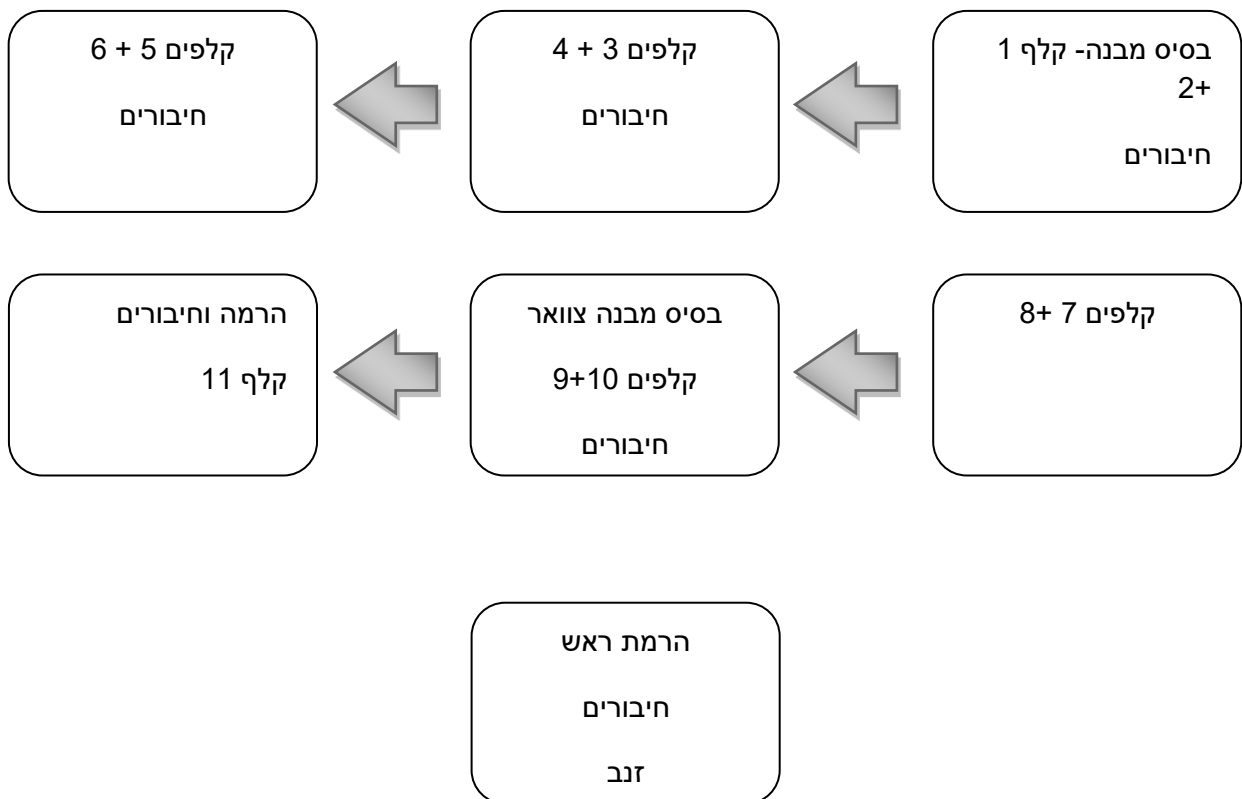 בסיס מבנה- קלף 1
+2
חיבורים
קלפים 3 + 4
חיבורים
קלפים 5 + 6
חיבורים
קלפים 7 +8
בסיס מבנה צוואר
קלפים 9+10
חיבורים
הרמה וחיבורים
קלף 11
הרמת ראש
חיבורים
זנב